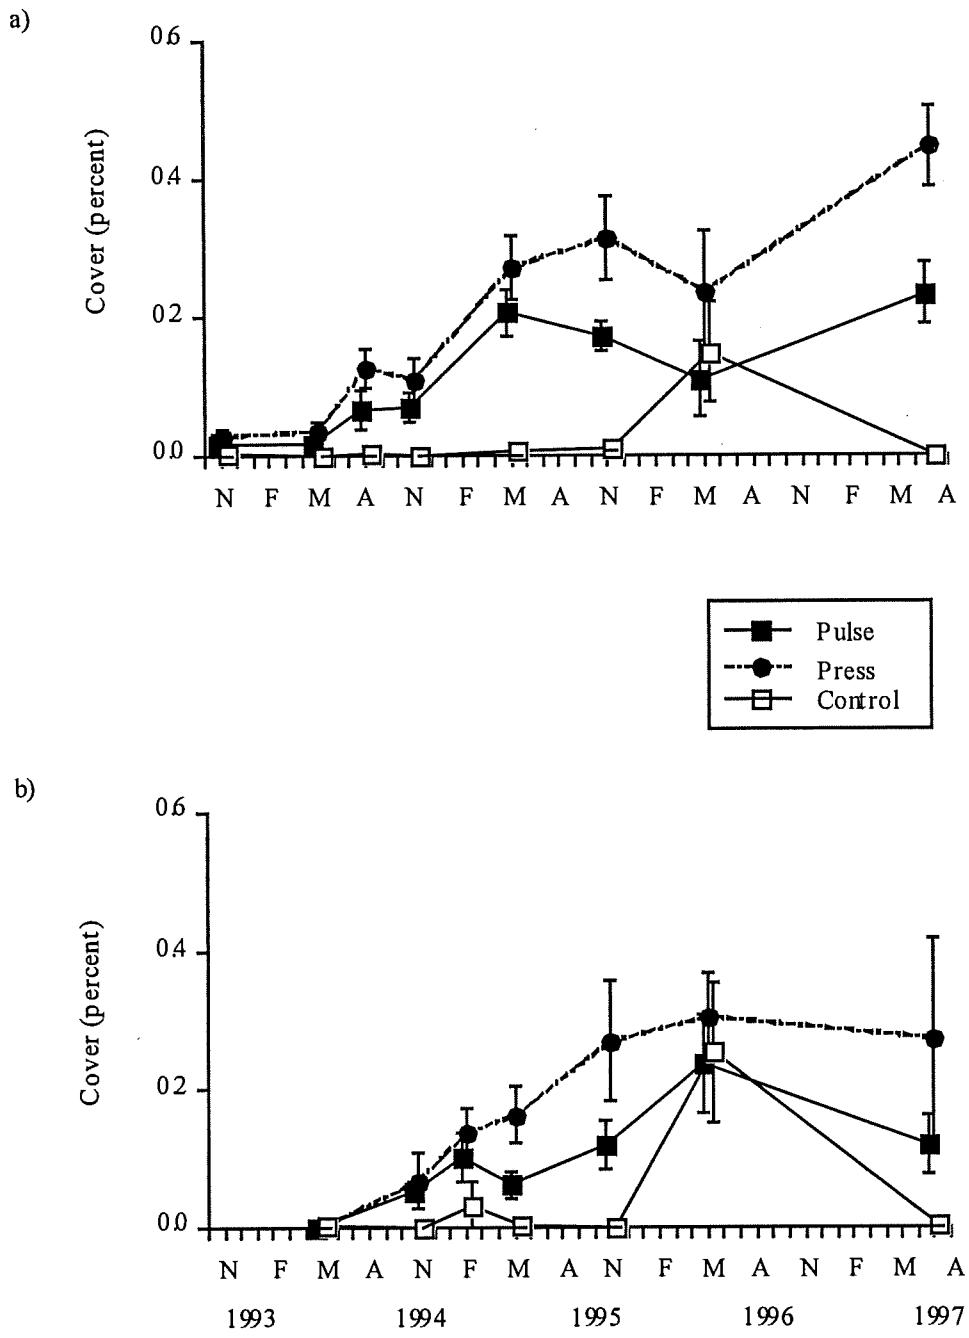 a)
0.6
0.4
0.2
0.0
Cover (percent)
N F M A N F M A N F M A N F M A
Pulse
Press
Control
b)
0.6
0.4
0.2
0.0
Cover (percent)
N F M A N F M A N F M A N F M A
1993 1994 1995 1996 1997